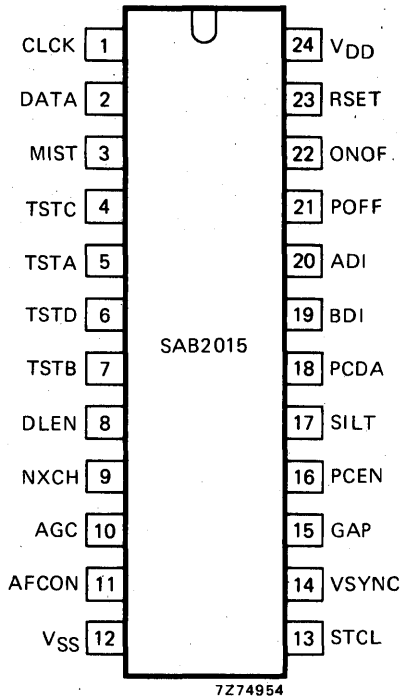 CLCK 1 24 VDD
DATA 2 23 RSET
MIST 3 22 ONOF
TSTC 4 21 POFF
TSTA 5 20 ADI
TSTD 6 19 BDI
SAB2015
TSTB 7 18 PCDA
DLEN 8 17 SILT
NXCH 9 16 PCEN
AGC 10 15 GAP
AFCON 11 14 VSYNC
VSS 12 13 STCL
7Z74954